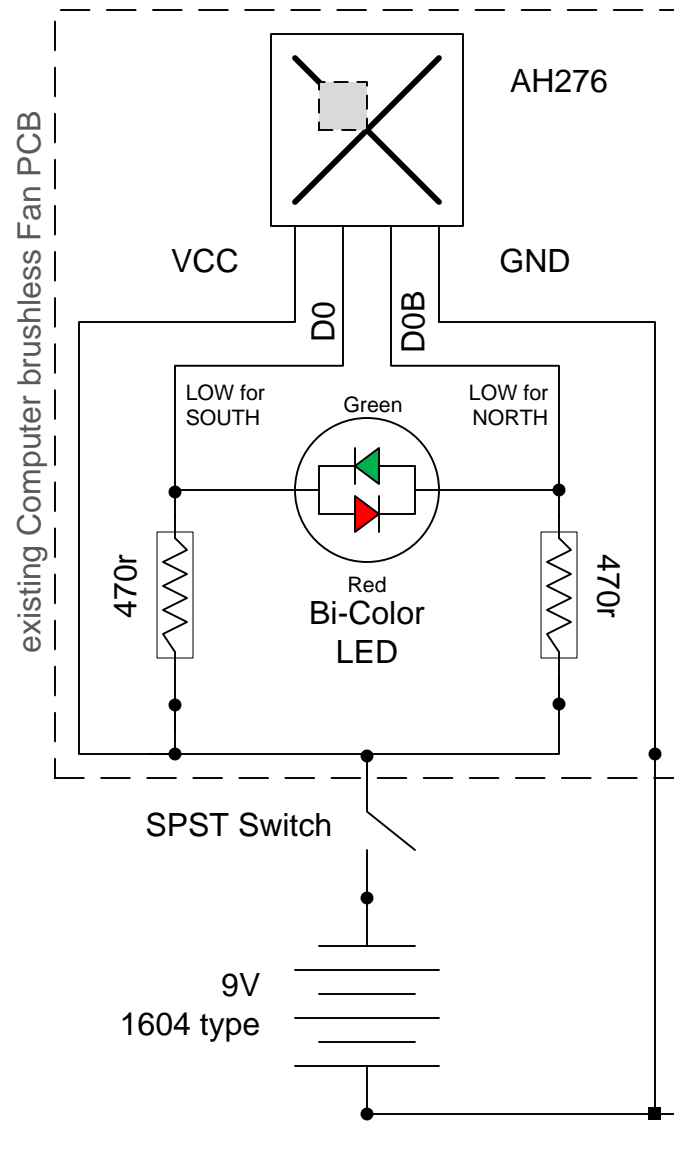 existing Computer brushless Fan PCB
AH276
VCC
GND
D0
D0B
LOW for
SOUTH
Green
LOW for
NORTH
470r
470r
Red
Bi-Color
LED
SPST Switch
9V
1604 type